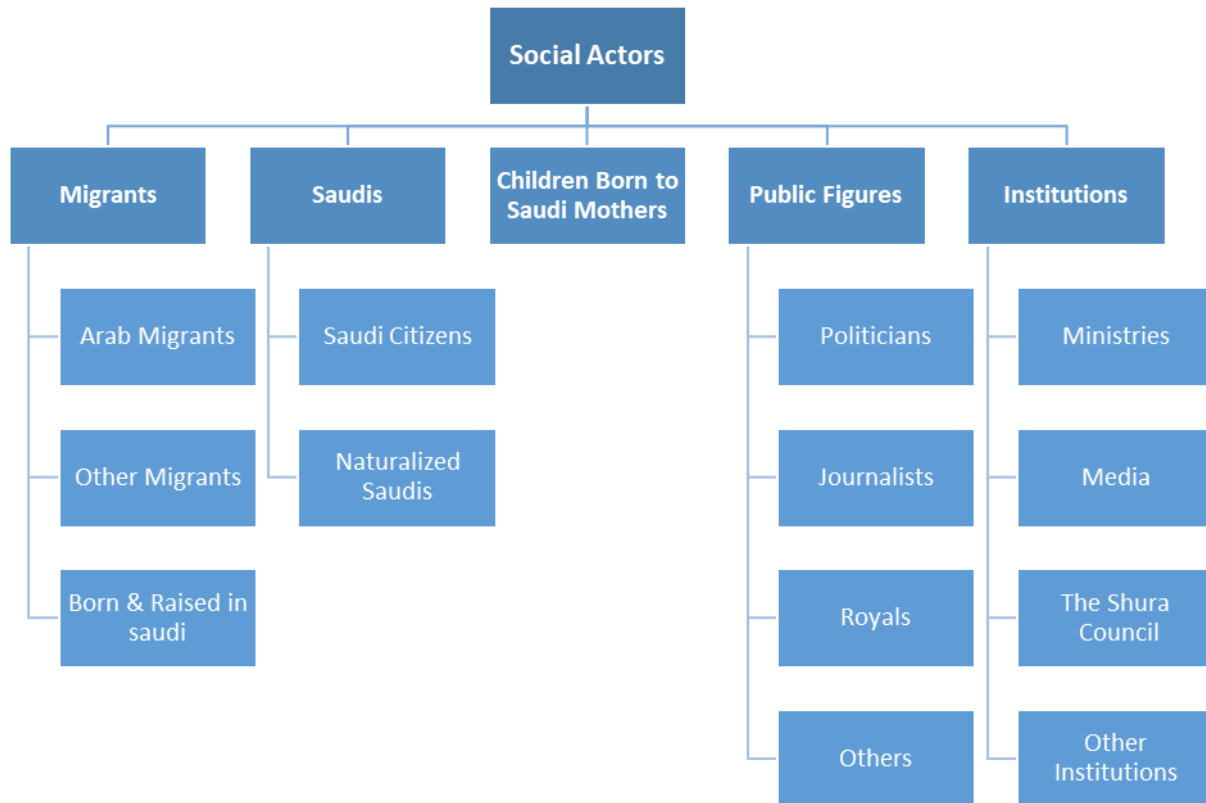 Social Actors
Migrants
Saudis
Children Born to
Saudi Mothers
Public Figures
Institutions
Arab Migrants
Other Migrants
Born & Raised in
saudi
Saudi Citizens
Naturalized
Saudis
Politicians
Journalists
Royals
Others
Ministries
Media
The Shura
Council
Other
Institutions